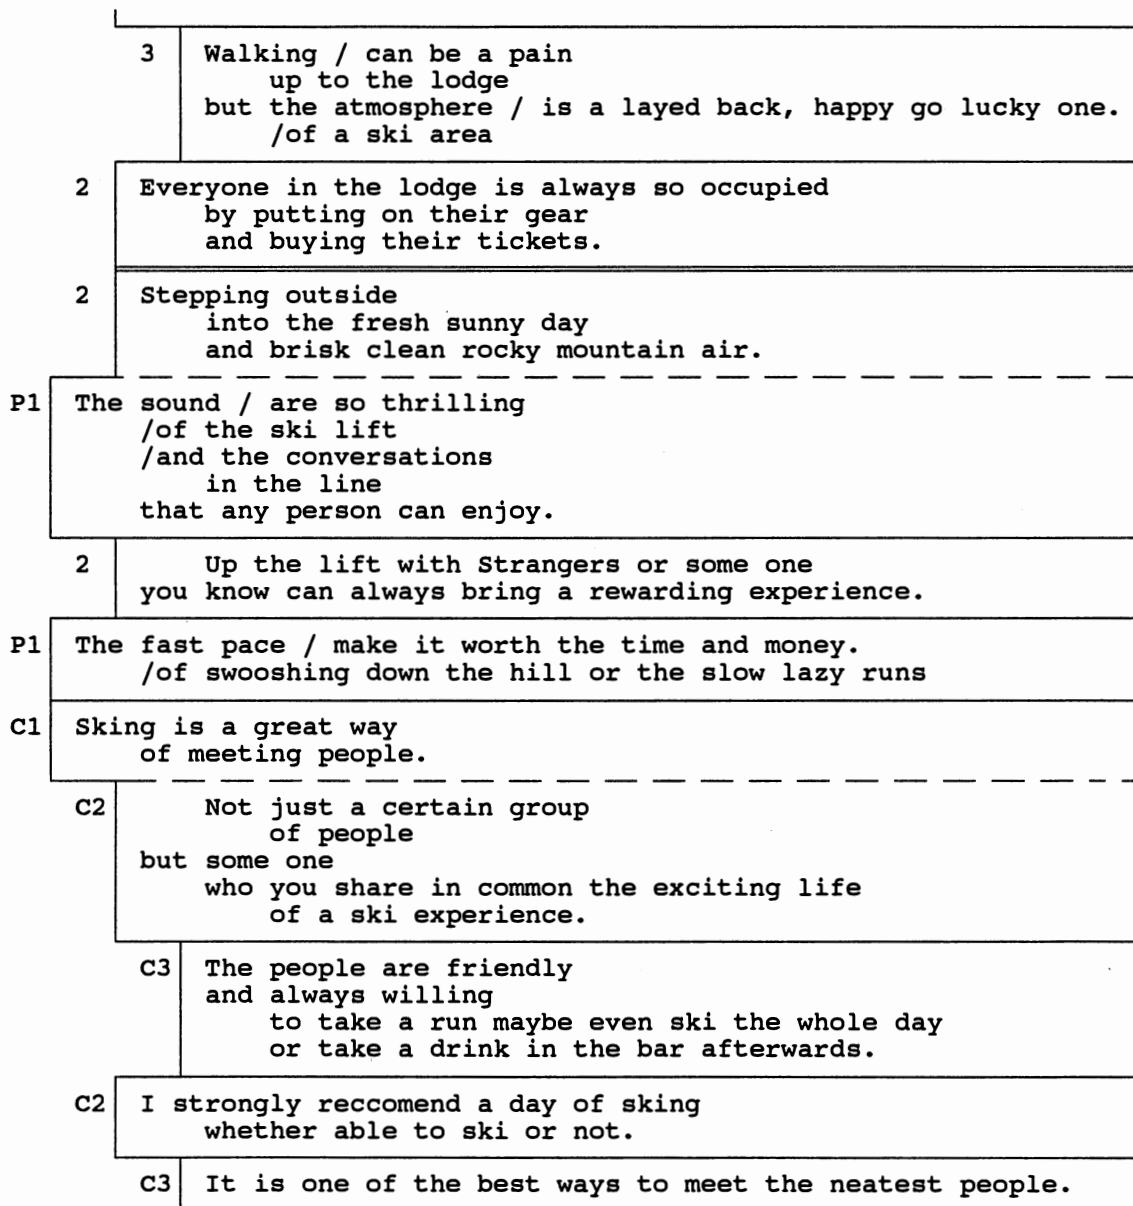 3 Walking / can be a pain
up to the lodge
but the atmosphere / is a layed back, happy go lucky one.
/of a ski area
2 Everyone in the lodge is always so occupied
by putting on their gear
and buying their tickets.
2 Stepping outside
into the fresh sunny day
and brisk clean rocky mountain air.
P1 The sound / are so thrilling
/of the ski lift
/and the conversations
in the line
that any person can enjoy.
2 Up the lift with Strangers or some one
you know can always bring a rewarding experience.
P1 The fast pace / make it worth the time and money.
/of swooshing down the hill or the slow lazy runs
C1 Sking is a great way
of meeting people.
C2 Not just a certain group
of people
but some one
who you share in common the exciting life
of a ski experience.
C3 The people are friendly
and always willing
to take a run maybe even ski the whole day
or take a drink in the bar afterwards.
C2 I strongly reccomend a day of sking
whether able to ski or not.
C3 It is one of the best ways to meet the neatest people.